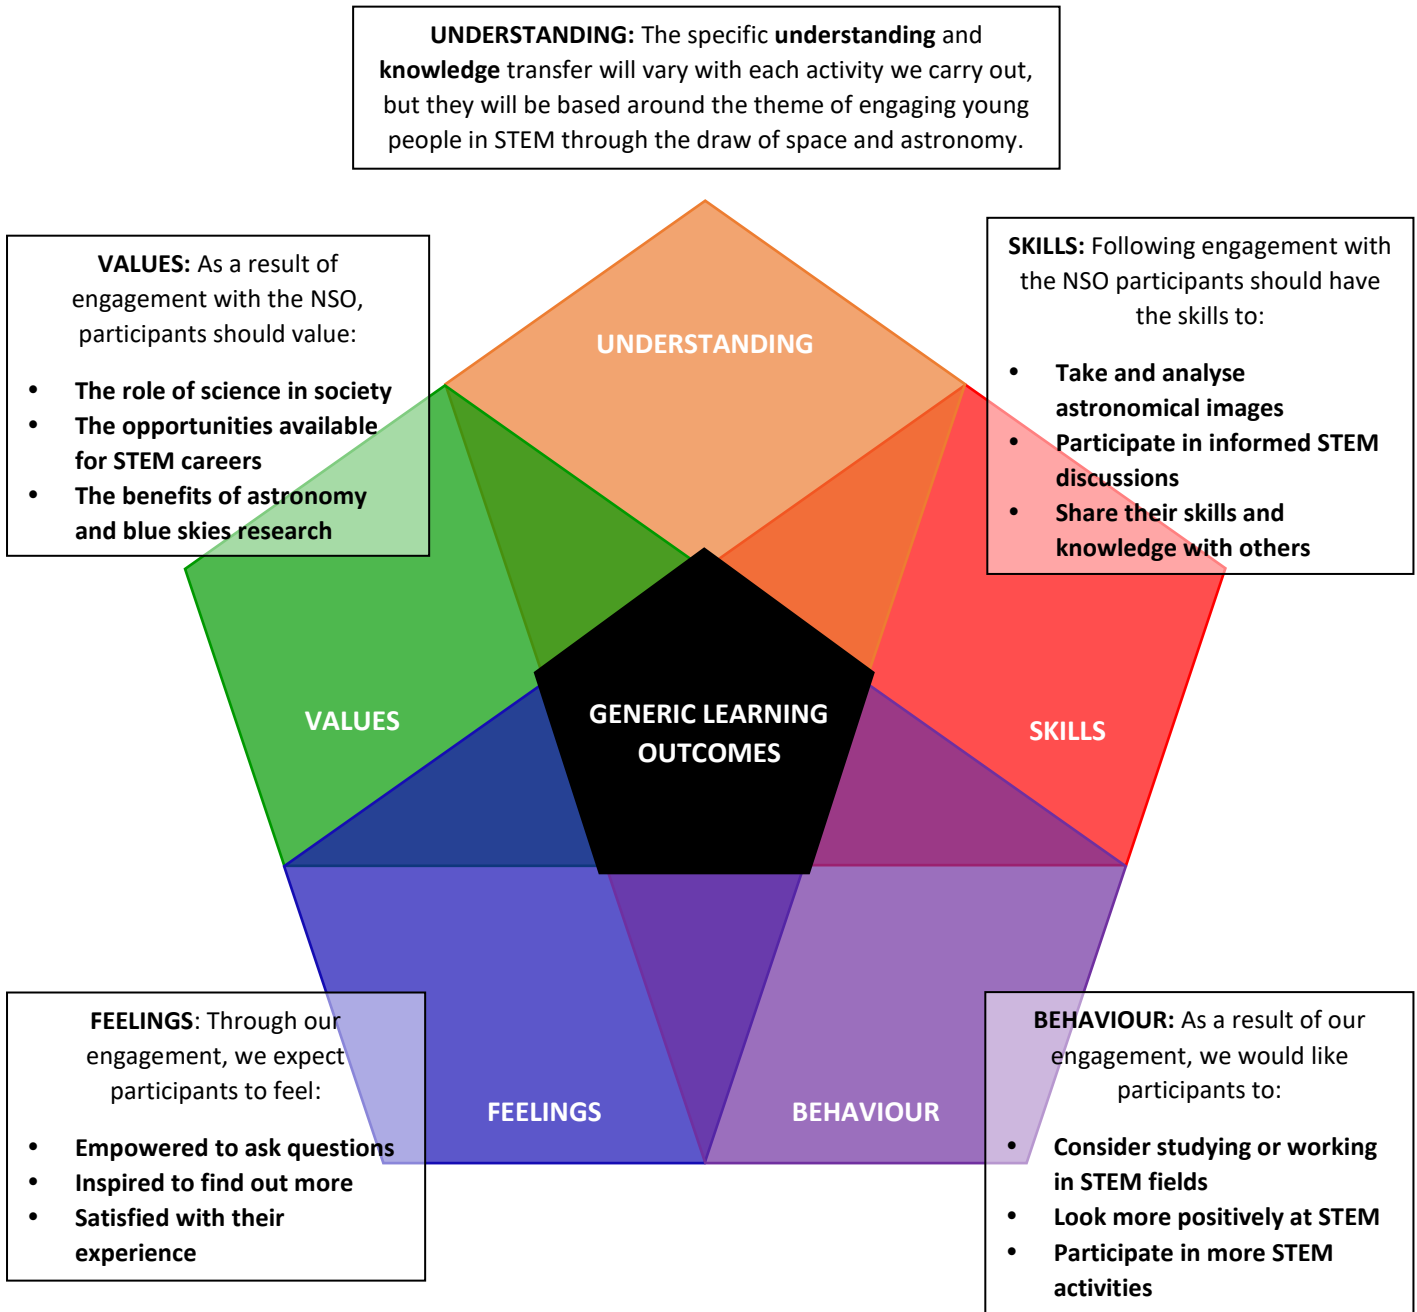 UNDERSTANDING: The specific understanding and
knowledge transfer will vary with each activity we carry out,
but they will be based around the theme of engaging young
people in STEM through the draw of space and astronomy.
VALUES: As a result of
engagement with the NSO,
participants should value:
• The role of science in society
• The opportunities available
for STEM careers
• The benefits of astronomy
and blue skies research
SKILLS: Following engagement with
the NSO participants should have
the skills to:
• Take and analyse
astronomical images
• Participate in informed STEM
discussions
• Share their skills and
knowledge with others
UNDERSTANDING
VALUES
GENERIC LEARNING
OUTCOMES
SKILLS
FEELINGS
BEHAVIOUR
FEELINGS: Through our
engagement, we expect
participants to feel:
• Empowered to ask questions
• Inspired to find out more
• Satisfied with their
experience
BEHAVIOUR: As a result of our
engagement, we would like
participants to:
• Consider studying or working
in STEM fields
• Look more positively at STEM
• Participate in more STEM
activities